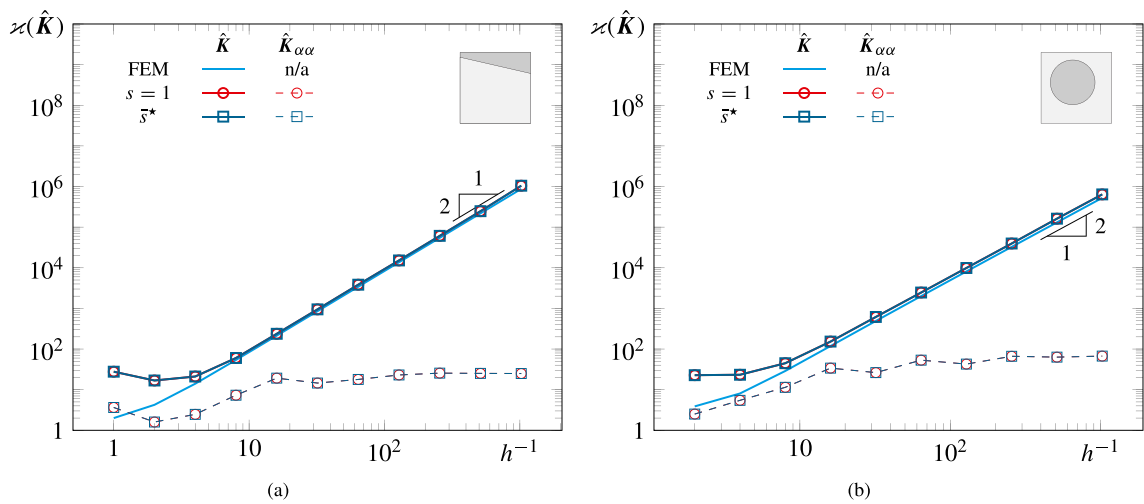 ϰ(K̂)
K̂ K̂αα
FEM n/a
s = 1
s̄⋆
10⁸
10⁶
10⁴
10²
1
1
2
1 10 10² h⁻¹
(a)
ϰ(K̂)
K̂ K̂αα
FEM n/a
s = 1
s̄⋆
10⁸
10⁶
10⁴
10²
1
2
1
10 10² h⁻¹
(b)